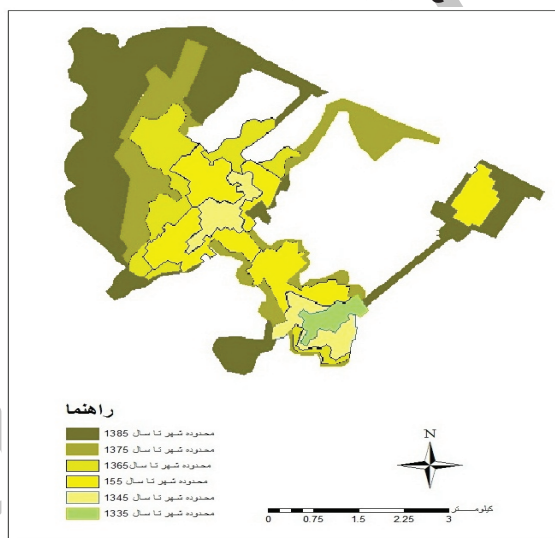 راهنما
محدوده شهر تا سال 1385
محدوده شهر تا سال 1375
محدوده شهر تا سال 1365
محدوده شهر تا سال 155
محدوده شهر تا سال 1345
محدوده شهر تا سال 1335
N
کیلومتر
0 0.75 1.5 2.25 3